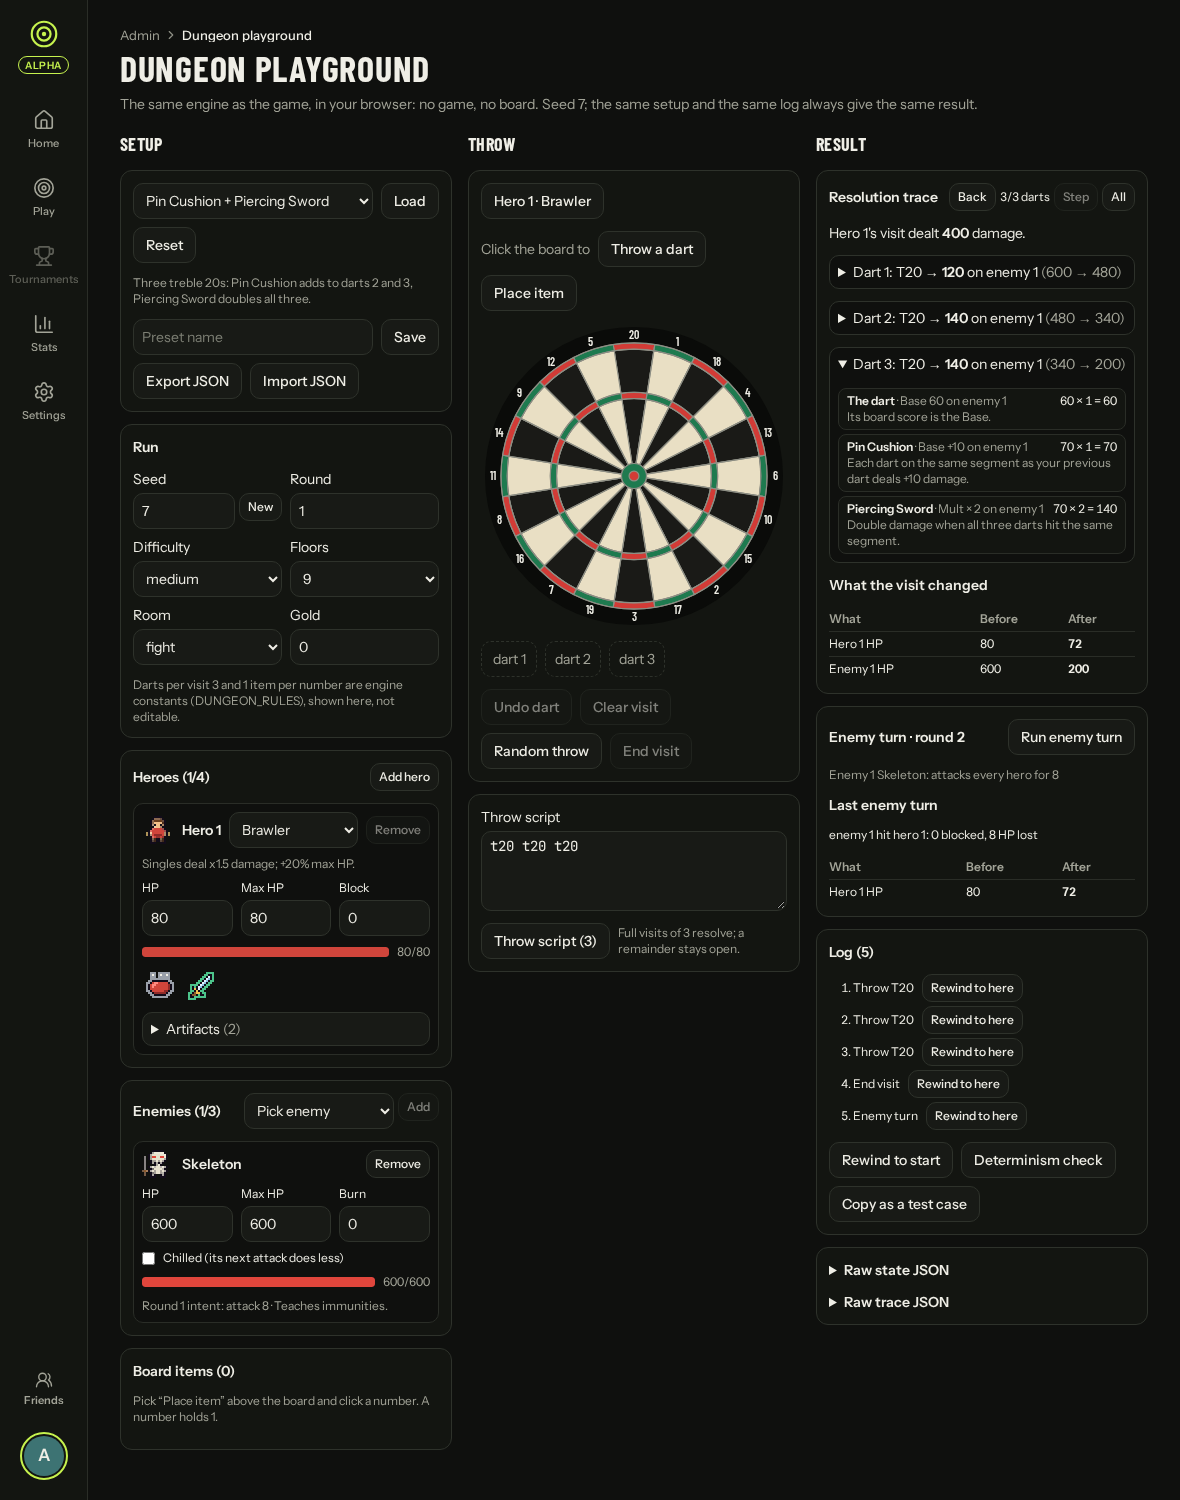 ALPHA
Home
Play
Tournaments
Stats
Settings
Friends
A
Admin > Dungeon playground
DUNGEON PLAYGROUND
The same engine as the game, in your browser: no game, no board. Seed 7; the same setup and the same log always give the same result.
SETUP
Pin Cushion + Piercing Sword
Load
Reset
Three treble 20s: Pin Cushion adds to darts 2 and 3,
Piercing Sword doubles all three.
Preset name
Save
Export JSON
Import JSON
Run
Seed
Round
7
New
1
Difficulty
Floors
medium
9
Room
Gold
fight
0
Darts per visit 3 and 1 item per number are engine
constants (DUNGEON_RULES), shown here, not
editable.
Heroes (1/4)
Add hero
Hero 1
Brawler
Remove
Singles deal x1.5 damage; +20% max HP.
HP
Max HP
Block
80
80
0
80/80
Artifacts (2)
Enemies (1/3)
Pick enemy
Add
Skeleton
Remove
HP
Max HP
Burn
600
600
0
Chilled (its next attack does less)
600/600
Round 1 intent: attack 8 · Teaches immunities.
Board items (0)
Pick “Place item” above the board and click a number. A
number holds 1.
THROW
Hero 1 · Brawler
Click the board to
Throw a dart
Place item
20
1
18
4
13
6
10
15
2
17
3
19
7
16
8
11
14
9
12
5
dart 1
dart 2
dart 3
Undo dart
Clear visit
Random throw
End visit
Throw script
t20 t20 t20
Throw script (3)
Full visits of 3 resolve; a
remainder stays open.
RESULT
Resolution trace
Back
3/3 darts
Step
All
Hero 1's visit dealt 400 damage.
Dart 1: T20 → 120 on enemy 1 (600 → 480)
Dart 2: T20 → 140 on enemy 1 (480 → 340)
Dart 3: T20 → 140 on enemy 1 (340 → 200)
The dart · Base 60 on enemy 1
60 × 1 = 60
Its board score is the Base.
Pin Cushion · Base +10 on enemy 1
70 × 1 = 70
Each dart on the same segment as your previous
dart deals +10 damage.
Piercing Sword · Mult × 2 on enemy 1
70 × 2 = 140
Double damage when all three darts hit the same
segment.
What the visit changed
What Before After
Hero 1 HP 80 72
Enemy 1 HP 600 200
Enemy turn · round 2
Run enemy turn
Enemy 1 Skeleton: attacks every hero for 8
Last enemy turn
enemy 1 hit hero 1: 0 blocked, 8 HP lost
What Before After
Hero 1 HP 80 72
Log (5)
1. Throw T20 Rewind to here
2. Throw T20 Rewind to here
3. Throw T20 Rewind to here
4. End visit Rewind to here
5. Enemy turn Rewind to here
Rewind to start
Determinism check
Copy as a test case
Raw state JSON
Raw trace JSON